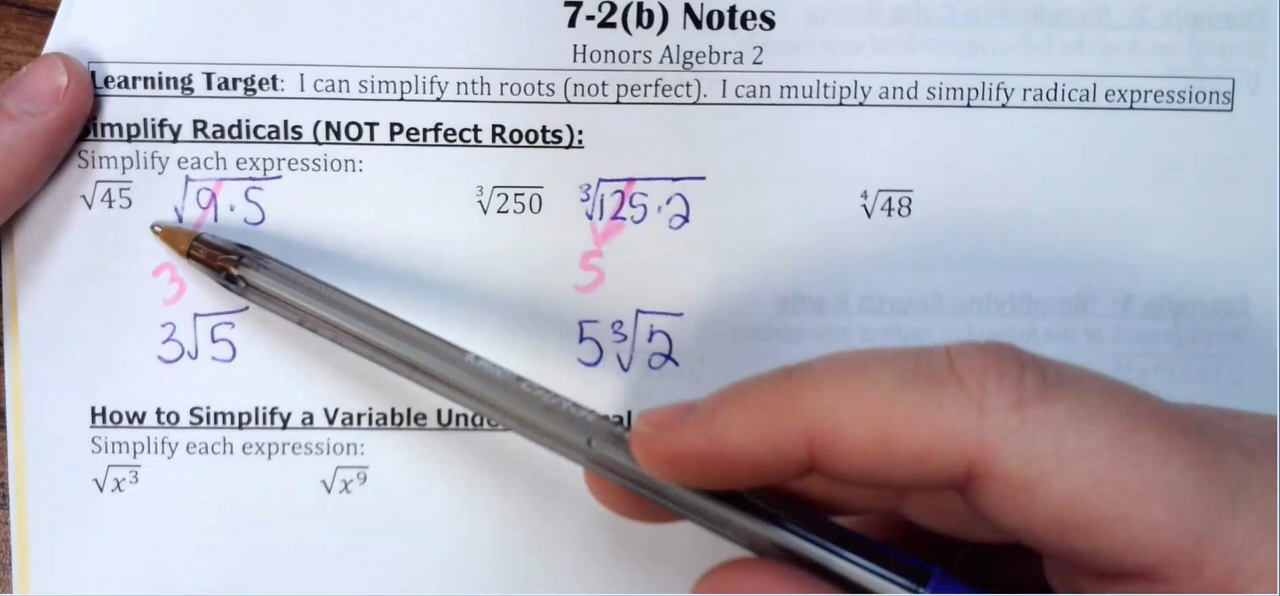 7-2(b) Notes
Honors Algebra 2
Learning Target: I can simplify nth roots (not perfect). I can multiply and simplify radical expressions
Simplify Radicals (NOT Perfect Roots):
Simplify each expression:
√45 √9·5 ∛250 ∛125·2 ∜48
3 5
3√5 5∛2
How to Simplify a Variable
Simplify each expression:
√x³ √x⁹